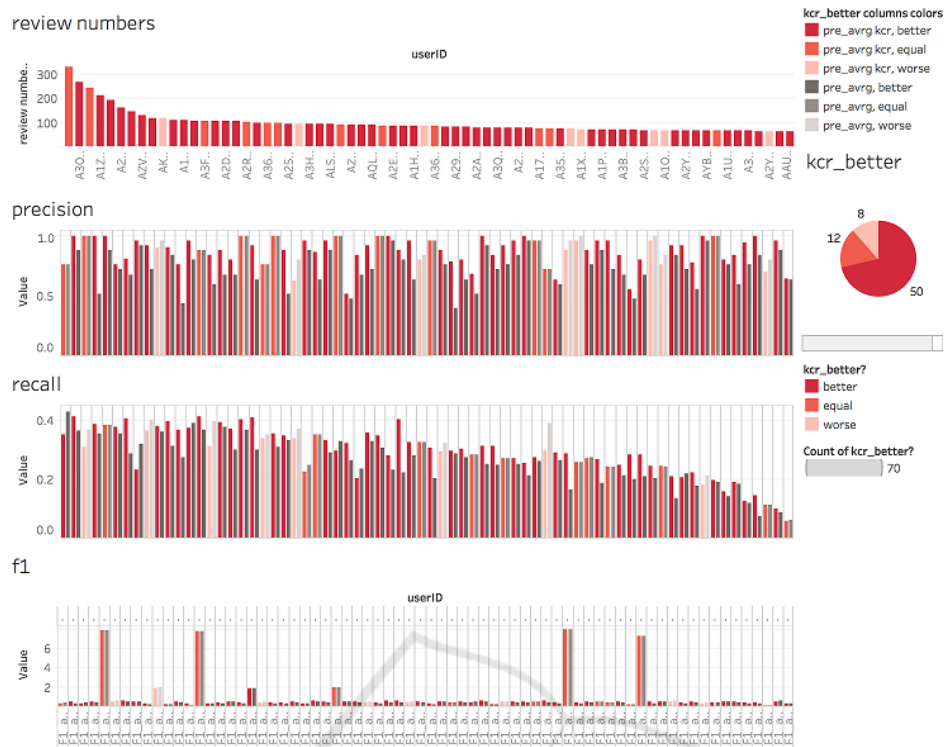 review numbers
userID
review numbe..
300
200
100
A3O..
A1Z..
A2..
AZY..
AK..
A1..
A3F..
A2D..
A2R..
A36..
A25..
A3H..
ALS..
A2..
AQL..
A2E..
A1H..
A36..
A29..
A2A..
A3Q..
A2..
A17..
A35..
A1X..
A1P..
A3B..
A25..
A1O..
A2Y..
AYB..
A1U..
A3..
A2Y..
AAU..
kcr_better columns colors
pre_avrg kcr, better
pre_avrg kcr, equal
pre_avrg kcr, worse
pre_avrg, better
pre_avrg, equal
pre_avrg, worse
kcr_better
8
12
50
precision
Value
1.0
0.5
0.0
kcr_better?
better
equal
worse
Count of kcr_better?
70
recall
Value
0.4
0.2
0.0
f1
userID
Value
6
4
2